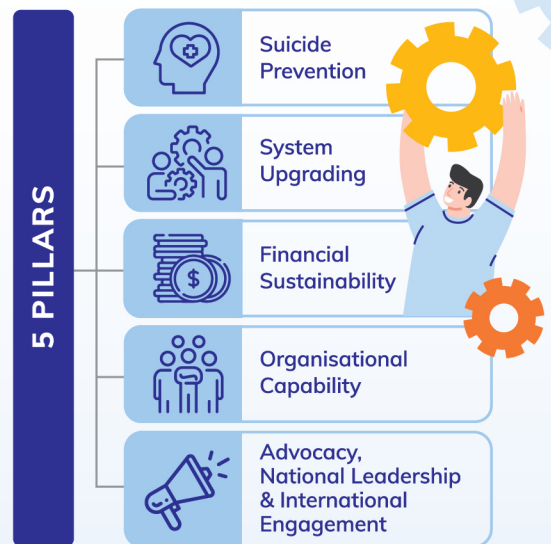 5 PILLARS
Suicide
Prevention
System
Upgrading
$
Financial
Sustainability
Organisational
Capability
Advocacy,
National Leadership
& International
Engagement